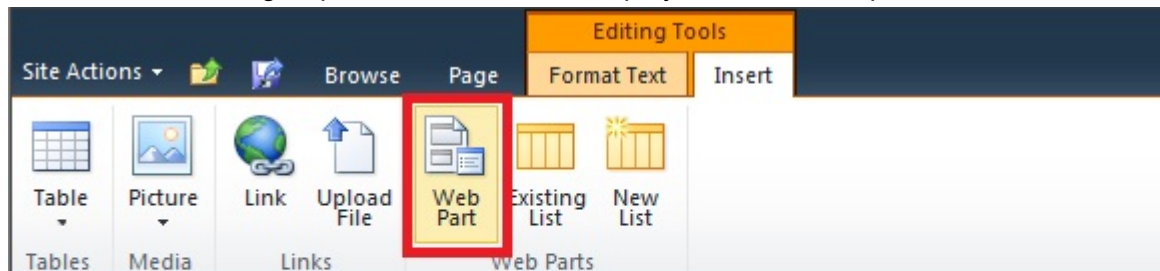 Editing Tools
Site Actions Browse Page Format Text Insert
Table Picture Link Upload File Web Part Existing List New List
Tables Media Links Web Parts